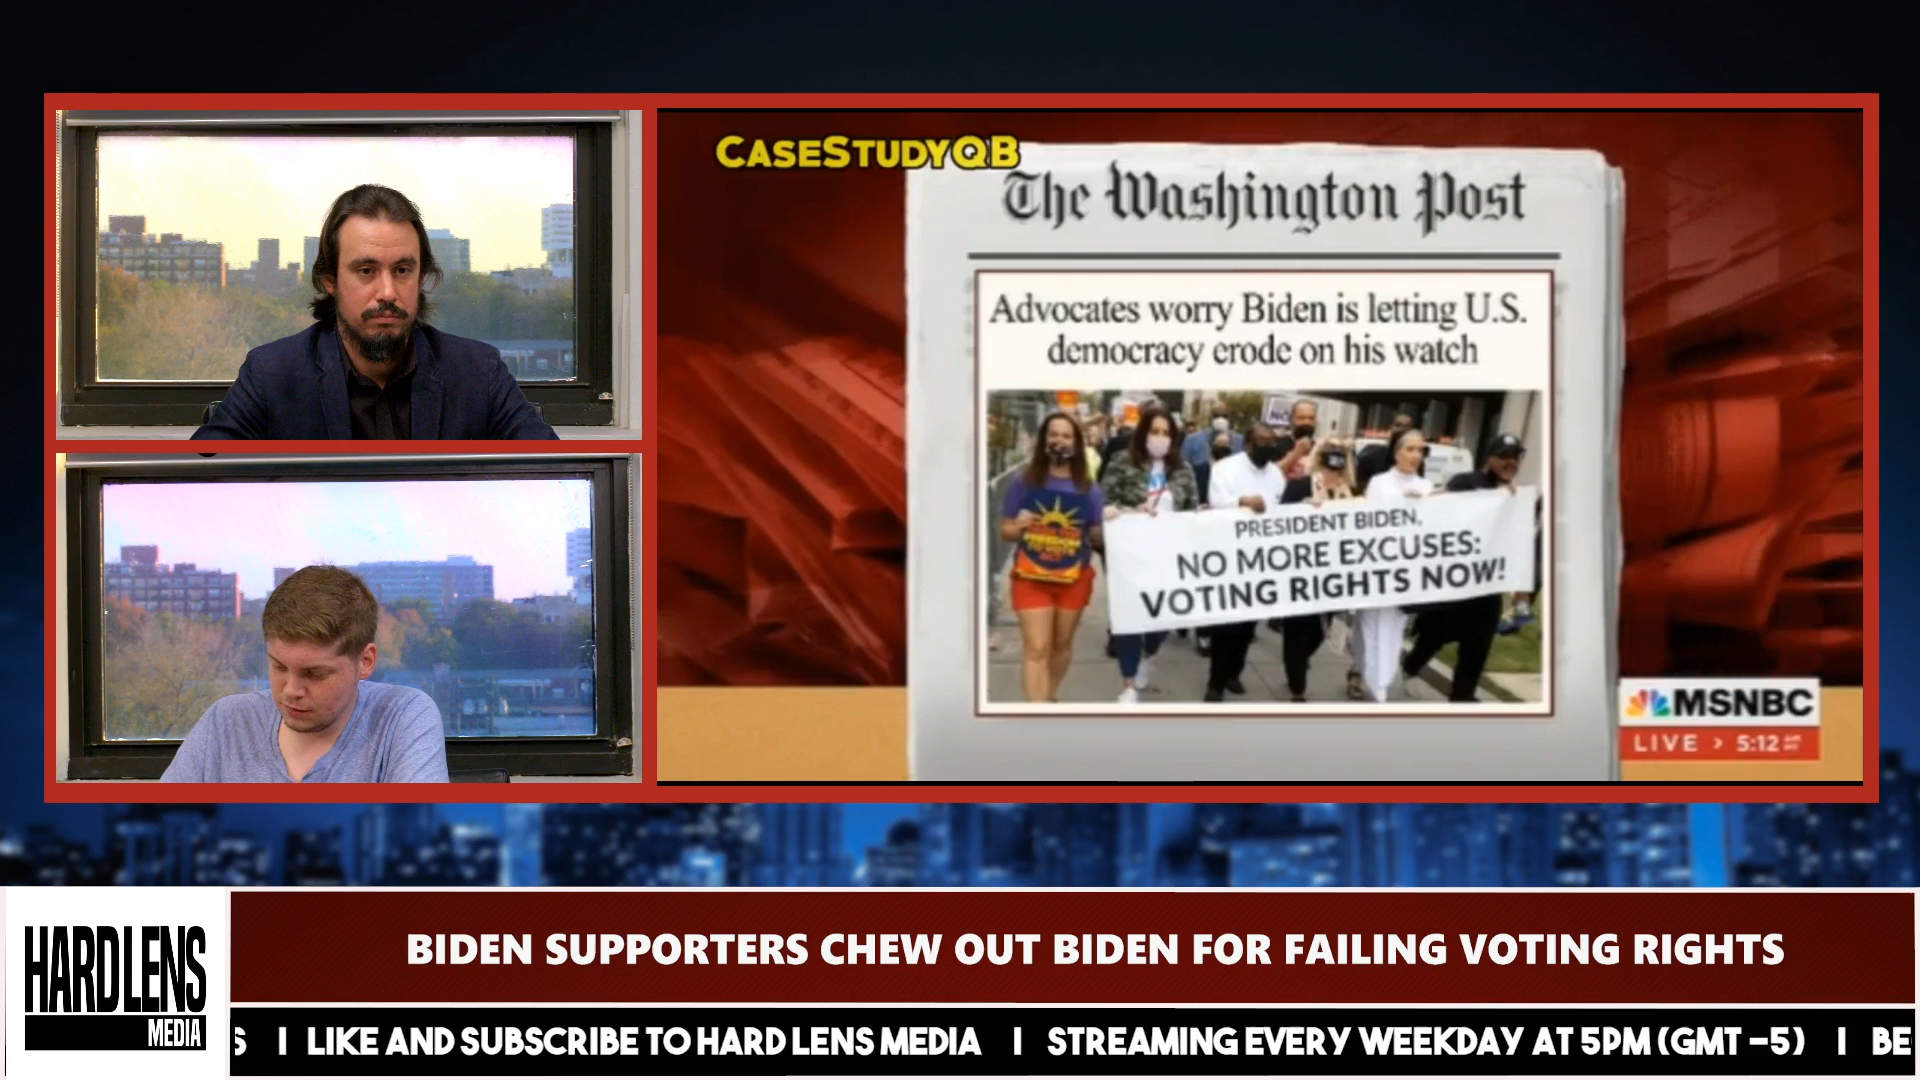 CASESTUDYQB
The Washington Post
Advocates worry Biden is letting U.S.
democracy erode on his watch
NO
PRESIDENT BIDEN,
NO MORE EXCUSES:
VOTING RIGHTS NOW!
MSNBC
LIVE > 5:12
HARD LENS
MEDIA
BIDEN SUPPORTERS CHEW OUT BIDEN FOR FAILING VOTING RIGHTS
S | LIKE AND SUBSCRIBE TO HARD LENS MEDIA | STREAMING EVERY WEEKDAY AT 5PM (GMT -5) | BE